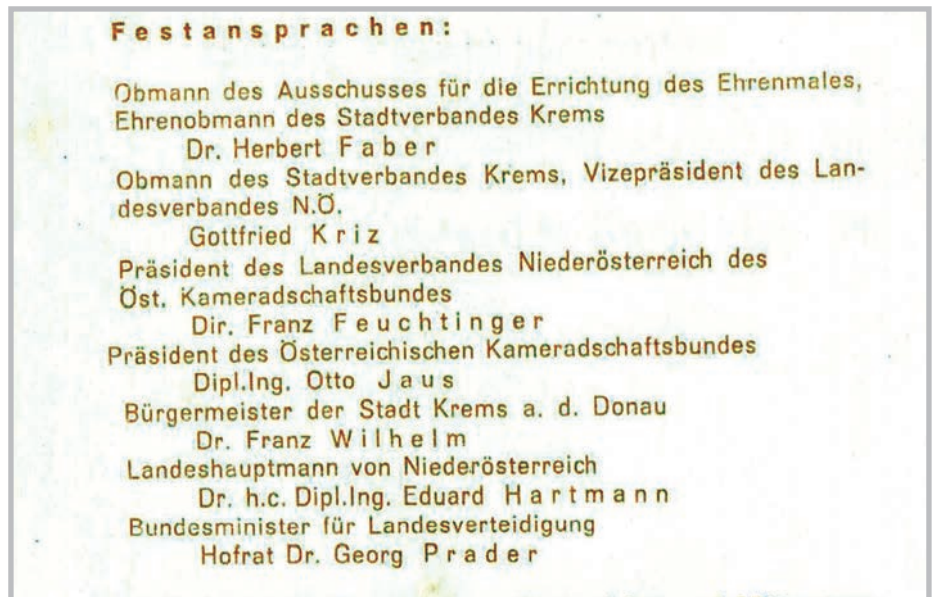 Festansprachen:
Obmann des Ausschusses für die Errichtung des Ehrenmales,
Ehrenobmann des Stadtverbandes Krems
Dr. Herbert Faber
Obmann des Stadtverbandes Krems, Vizepräsident des Lan-
desverbandes N.Ö.
Gottfried Kriz
Präsident des Landesverbandes Niederösterreich des
Öst. Kameradschaftsbundes
Dir. Franz Feuchtinger
Präsident des Österreichischen Kameradschaftsbundes
Dipl.Ing. Otto Jaus
Bürgermeister der Stadt Krems a. d. Donau
Dr. Franz Wilhelm
Landeshauptmann von Niederösterreich
Dr. h.c. Dipl.Ing. Eduard Hartmann
Bundesminister für Landesverteidigung
Hofrat Dr. Georg Prader